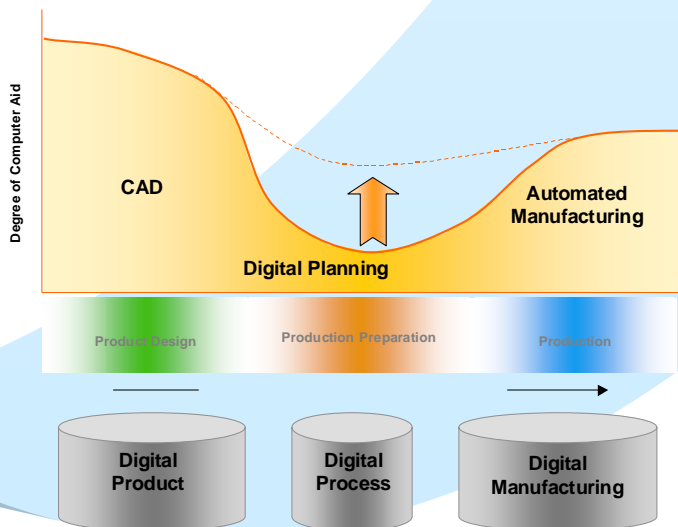 Degree of Computer Aid
CAD
Automated
Manufacturing
Digital Planning
Product Design
Production Preparation
Production
Digital
Product
Digital
Process
Digital
Manufacturing